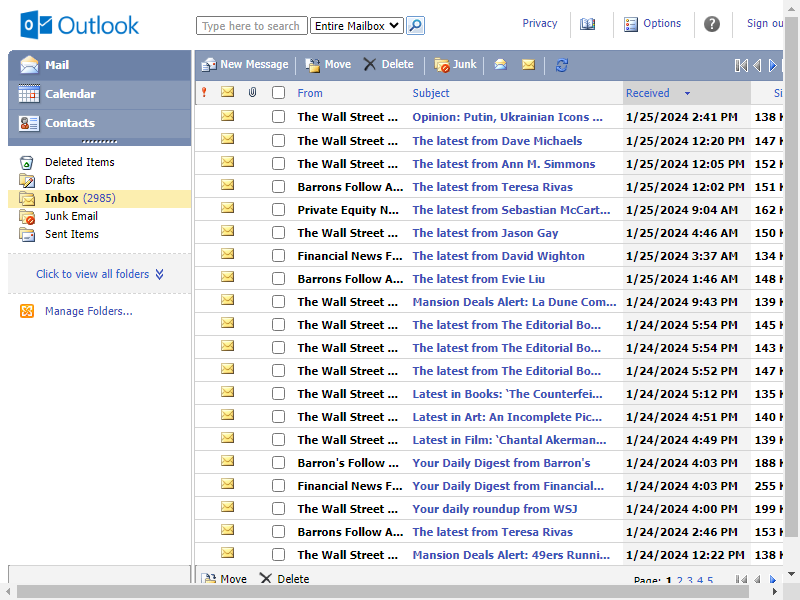 Outlook
Type here to search Entire Mailbox Privacy Options Sign ou
Mail
Calendar
Contacts
Deleted Items
Drafts
Inbox (2985)
Junk Email
Sent Items
Click to view all folders
Manage Folders...
New Message Move Delete Junk
From Subject Received Si
The Wall Street ... Opinion: Putin, Ukrainian Icons ... 1/25/2024 2:41 PM 138 K
The Wall Street ... The latest from Dave Michaels 1/25/2024 12:20 PM 147 K
The Wall Street ... The latest from Ann M. Simmons 1/25/2024 12:05 PM 152 K
Barrons Follow A... The latest from Teresa Rivas 1/25/2024 12:02 PM 151 K
Private Equity N... The latest from Sebastian McCart... 1/25/2024 9:04 AM 162 K
The Wall Street ... The latest from Jason Gay 1/25/2024 4:46 AM 150 K
Financial News F... The latest from David Wighton 1/25/2024 3:37 AM 134 K
Barrons Follow A... The latest from Evie Liu 1/25/2024 1:46 AM 148 K
The Wall Street ... Mansion Deals Alert: La Dune Com... 1/24/2024 9:43 PM 139 K
The Wall Street ... The latest from The Editorial Bo... 1/24/2024 5:54 PM 145 K
The Wall Street ... The latest from The Editorial Bo... 1/24/2024 5:54 PM 143 K
The Wall Street ... The latest from The Editorial Bo... 1/24/2024 5:52 PM 147 K
The Wall Street ... Latest in Books: ‘The Counterfei... 1/24/2024 5:12 PM 135 K
The Wall Street ... Latest in Art: An Incomplete Pic... 1/24/2024 4:51 PM 140 K
The Wall Street ... Latest in Film: ‘Chantal Akerman... 1/24/2024 4:49 PM 139 K
Barron's Follow ... Your Daily Digest from Barron's 1/24/2024 4:03 PM 188 K
Financial News F... Your Daily Digest from Financial... 1/24/2024 4:03 PM 255 K
The Wall Street ... Your daily roundup from WSJ 1/24/2024 4:00 PM 199 K
Barrons Follow A... The latest from Teresa Rivas 1/24/2024 2:46 PM 153 K
The Wall Street ... Mansion Deals Alert: 49ers Runni... 1/24/2024 12:22 PM 138 K
Move Delete Page: 1 2 3 4 5